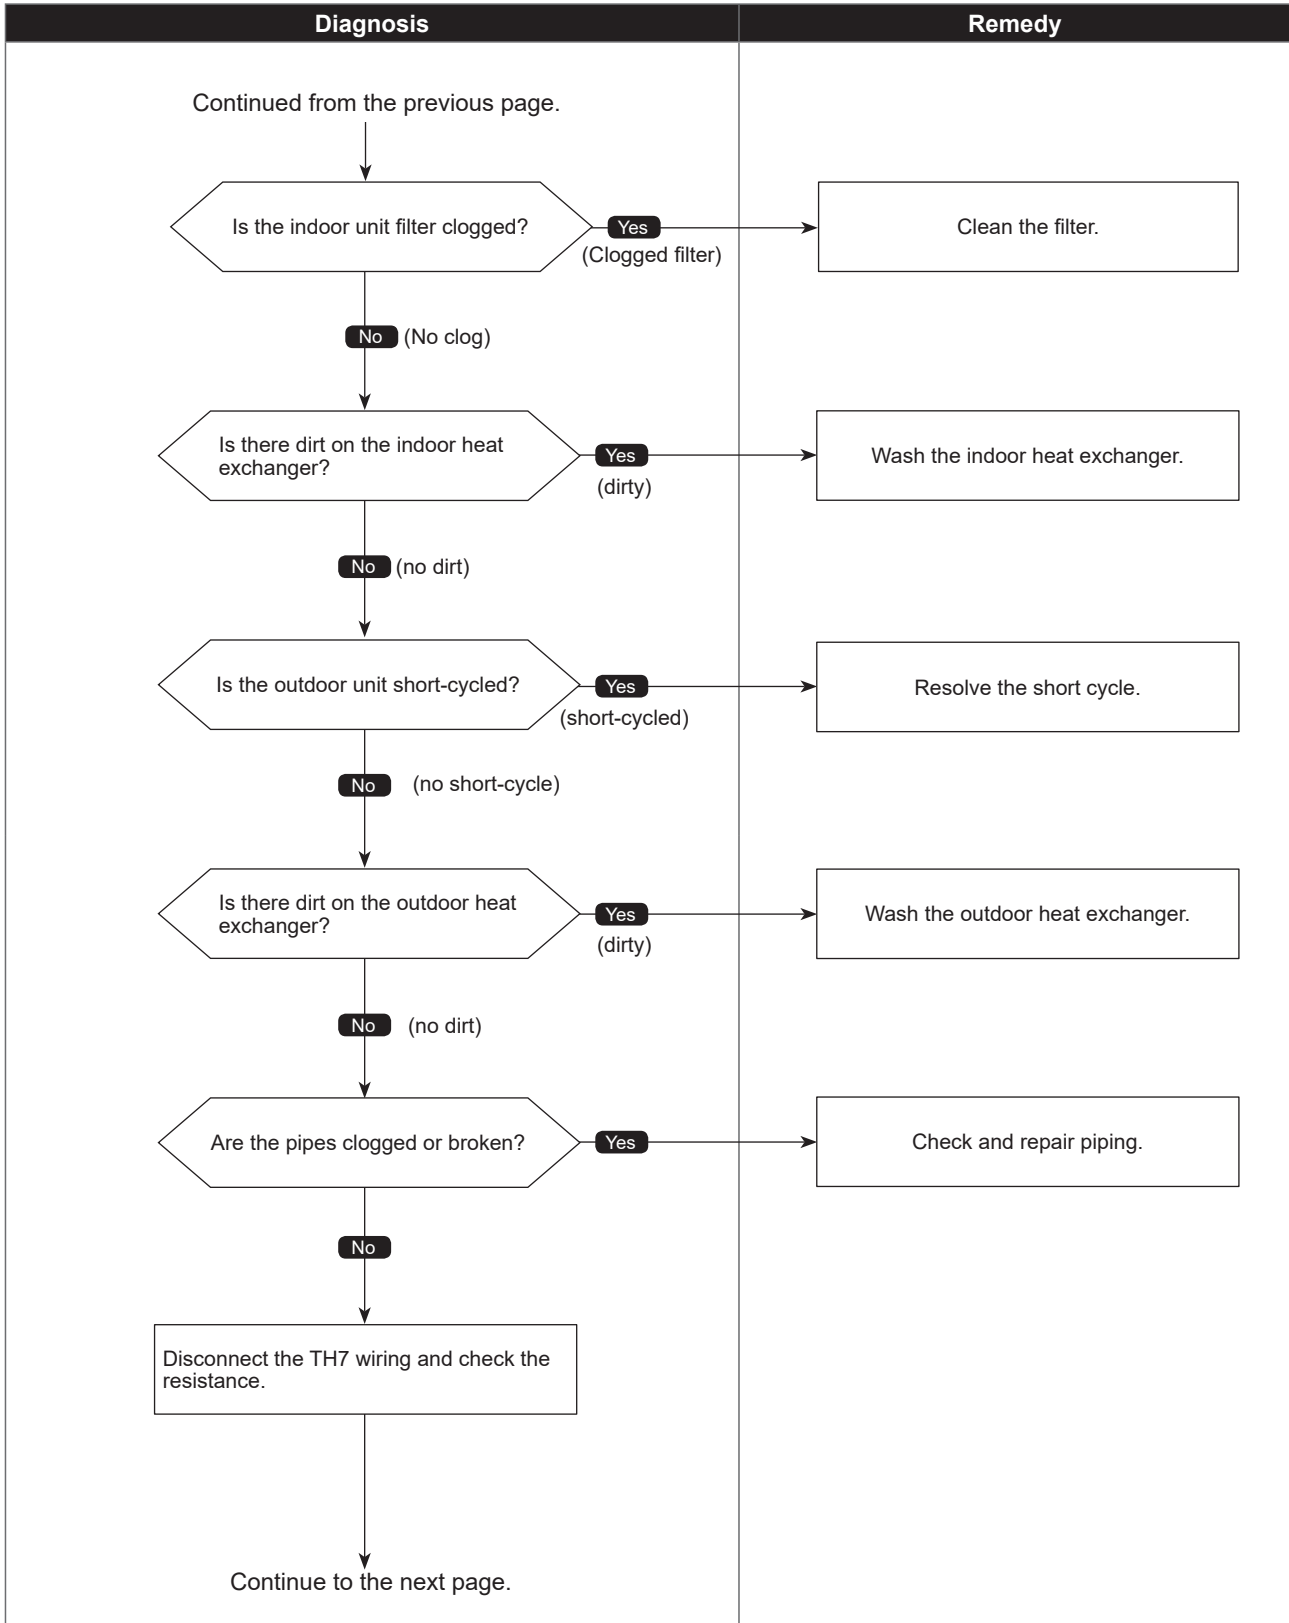 Diagnosis
Remedy
Continued from the previous page.
Is the indoor unit filter clogged?
Yes
(Clogged filter)
Clean the filter.
No (No clog)
Is there dirt on the indoor heat
exchanger?
Yes
(dirty)
Wash the indoor heat exchanger.
No (no dirt)
Is the outdoor unit short-cycled?
Yes
(short-cycled)
Resolve the short cycle.
No (no short-cycle)
Is there dirt on the outdoor heat
exchanger?
Yes
(dirty)
Wash the outdoor heat exchanger.
No (no dirt)
Are the pipes clogged or broken?
Yes
Check and repair piping.
No
Disconnect the TH7 wiring and check the
resistance.
Continue to the next page.